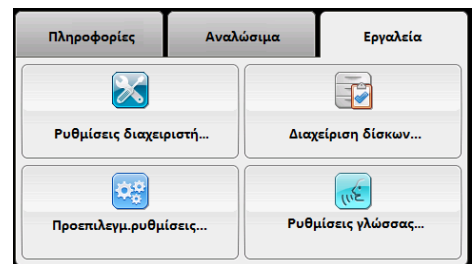 Πληροφορίες
Αναλώσιμα
Εργαλεία
Ρυθμίσεις διαχειριστή...
Διαχείριση δίσκων...
Προεπιλεγμ.ρυθμίσεις...
Ρυθμίσεις γλώσσας...